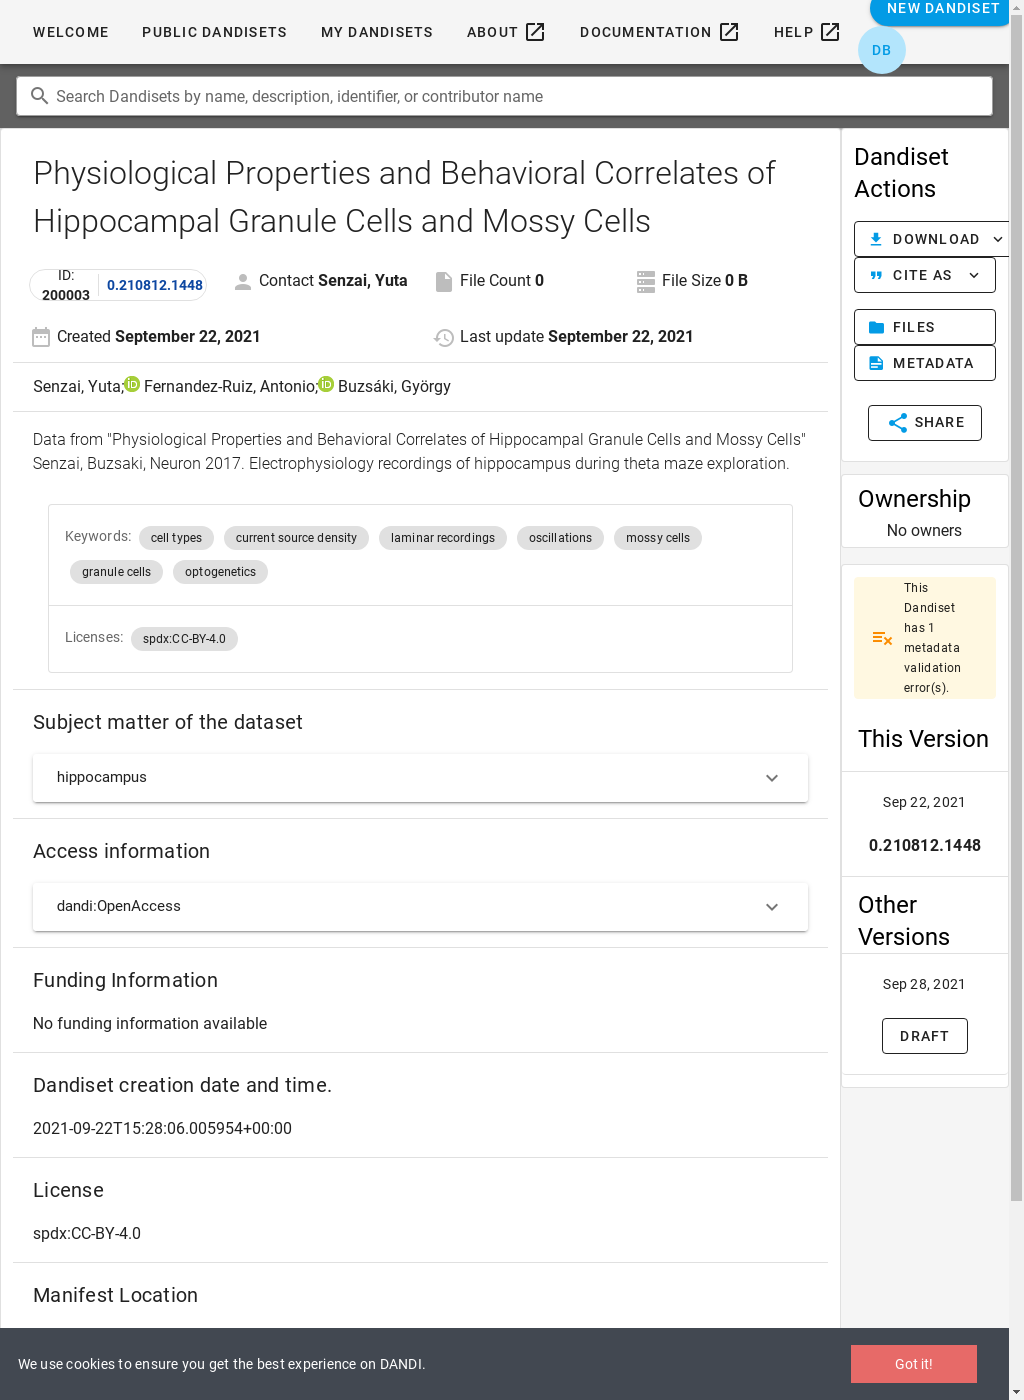 WELCOME PUBLIC DANDISETS MY DANDISETS ABOUT DOCUMENTATION HELP NEW DANDISET
DB
Search Dandisets by name, description, identifier, or contributor name
Physiological Properties and Behavioral Correlates of
Hippocampal Granule Cells and Mossy Cells
ID:
200003
0.210812.1448
Contact Senzai, Yuta
File Count 0
File Size 0 B
Created September 22, 2021
Last update September 22, 2021
Senzai, Yuta; Fernandez-Ruiz, Antonio; Buzsáki, György
Data from "Physiological Properties and Behavioral Correlates of Hippocampal Granule Cells and Mossy Cells"
Senzai, Buzsaki, Neuron 2017. Electrophysiology recordings of hippocampus during theta maze exploration.
Keywords: cell types current source density laminar recordings oscillations mossy cells
granule cells optogenetics
Licenses: spdx:CC-BY-4.0
Subject matter of the dataset
hippocampus
Access information
dandi:OpenAccess
Funding Information
No funding information available
Dandiset creation date and time.
2021-09-22T15:28:06.005954+00:00
License
spdx:CC-BY-4.0
Manifest Location
Dandiset
Actions
DOWNLOAD
CITE AS
FILES
METADATA
SHARE
Ownership
No owners
This
Dandiset
has 1
metadata
validation
error(s).
This Version
Sep 22, 2021
0.210812.1448
Other
Versions
Sep 28, 2021
DRAFT
We use cookies to ensure you get the best experience on DANDI.
Got it!